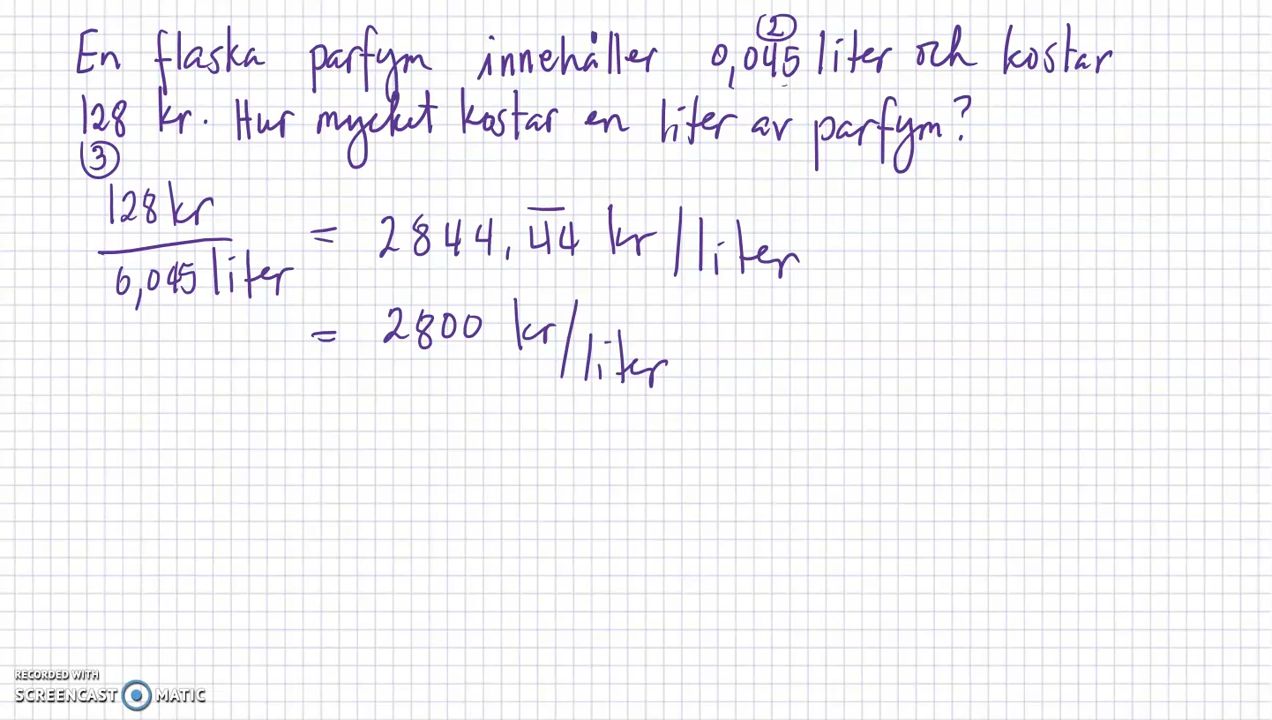 En flaska parfym innehåller 0,045 liter och kostar
②
128 kr. Hur mycket kostar en liter av parfym?
③
128 kr
= 2844,44 kr/liter
0,045 liter
= 2800 kr/liter
RECORDED WITH
SCREENCAST MATIC